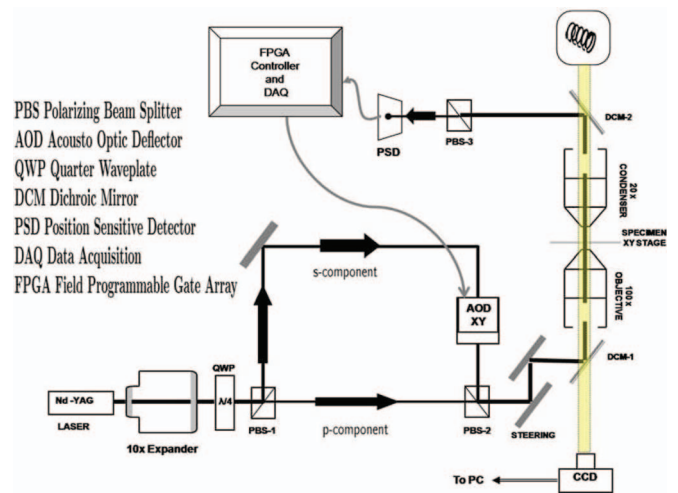 FPGA
Controller
and
DAQ
PBS Polarizing Beam Splitter
AOD Acousto Optic Deflector
QWP Quarter Waveplate
DCM Dichroic Mirror
PSD Position Sensitive Detector
DAQ Data Acquisition
FPGA Field Programmable Gate Array
PSD
PBS-3
DCM-2
20 x
CONDENSER
SPECIMEN
XY STAGE
100 x
OBJECTIVE
s-component
AOD
XY
DCM-1
QWP
Nd -YAG
λ/4
LASER
10x Expander
PBS-1
p-component
PBS-2
STEERING
To PC
CCD